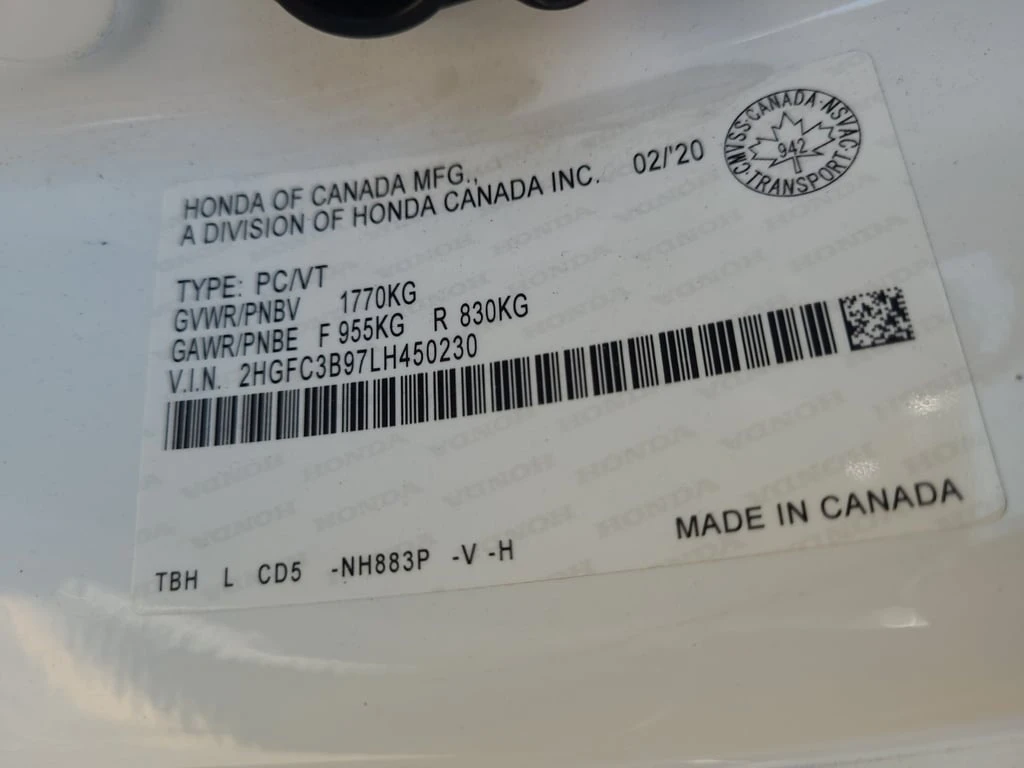 HONDA OF CANADA MFG.,
A DIVISION OF HONDA CANADA INC. 02/'20
CMVSS·CANADA·NSVAC·TRANSPORT·
942
TYPE: PC/VT
GVWR/PNBV 1770KG
GAWR/PNBE F 955KG R 830KG
V.I.N. 2HGFC3B97LH450230
MADE IN CANADA
TBH L CD5 -NH883P -V -H